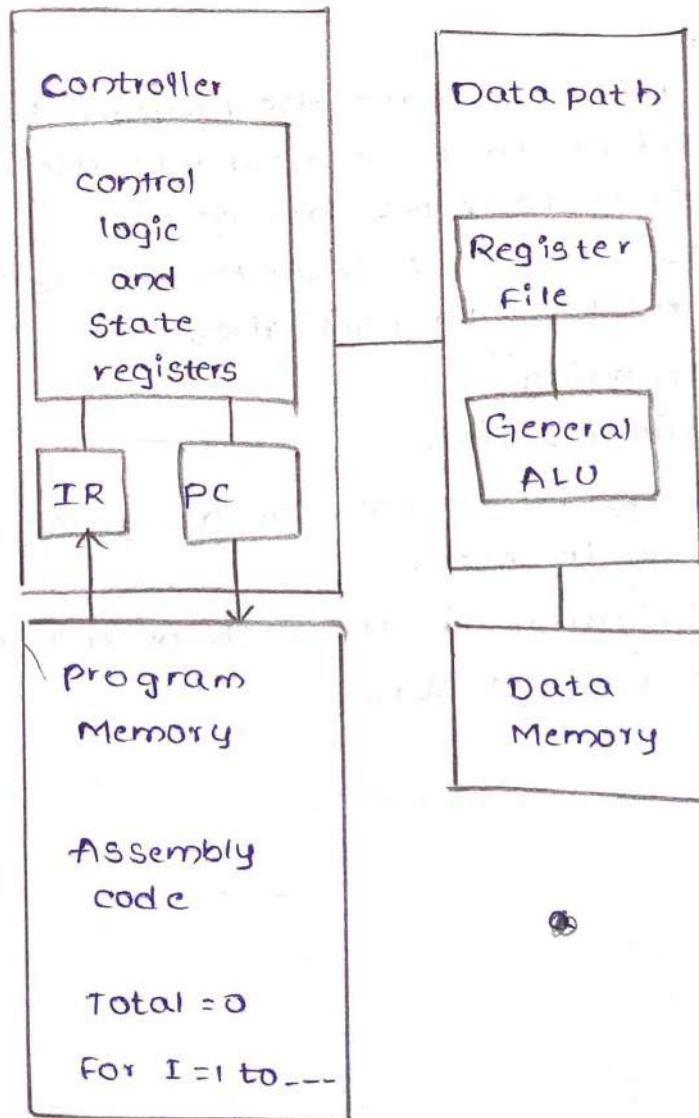 Controller
control
logic
and
State
registers
IR
PC
Data path
Register
File
General
ALU
program
Memory
Assembly
code
Total = 0
For I = 1 to ---
Data
Memory